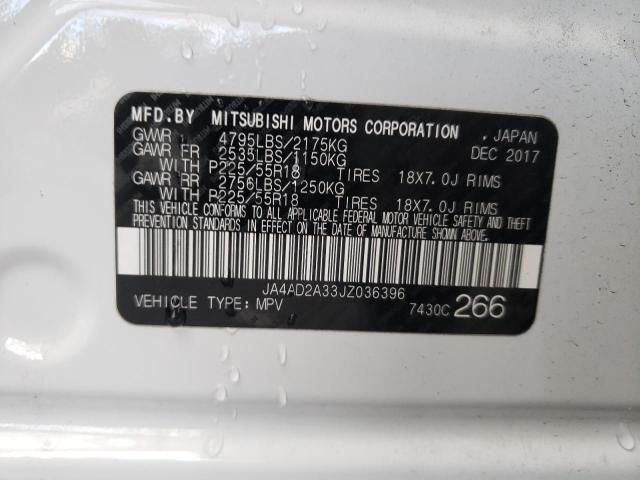 MFD.BY MITSUBISHI MOTORS CORPORATION . JAPAN
GVWR 4795LBS/2175KG DEC 2017
GAWR FR 2535LBS/1150KG
WITH P225/55R18 TIRES 18X7.0J RIMS
GAWR RR 2756LBS/1250KG
WITH P225/55R18 TIRES 18X7.0J RIMS
THIS VEHICLE CONFORMS TO ALL APPLICABLE FEDERAL MOTOR VEHICLE SAFETY AND THEFT
PREVENTION STANDARDS IN EFFECT ON THE DATE OF MANUFACTURE SHOWN ABOVE.
JA4AD2A33JZ036396
VEHICLE TYPE: MPV 7430C 266